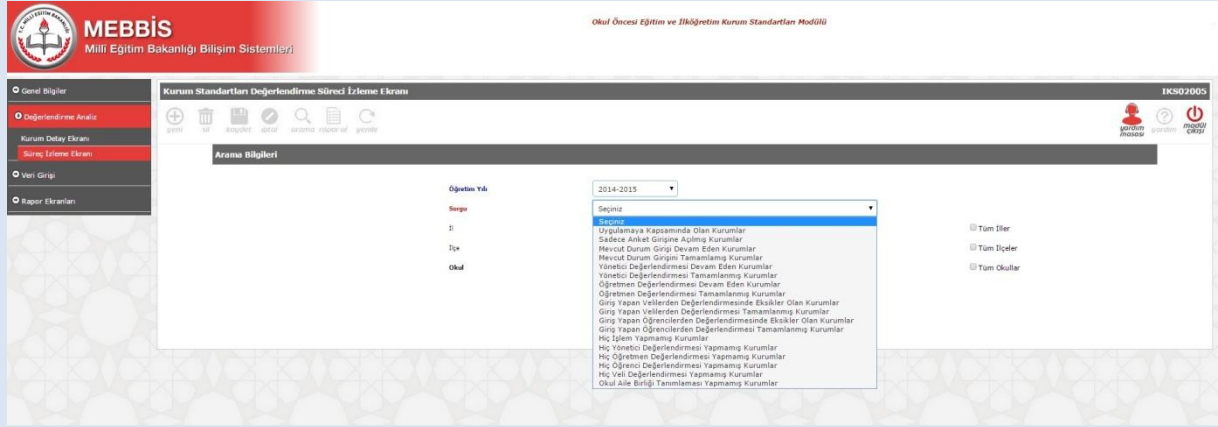 MEBBİS
Millî Eğitim Bakanlığı Bilişim Sistemleri
Okul Öncesi Eğitim ve İlköğretim Kurum Standartları Modülü
Genel Bilgiler
Değerlendirme Analiz
Kurum Detay Ekranı
Süreç İzleme Ekranı
Veri Girişi
Rapor Ekranları
Kurum Standartları Değerlendirme Süreci İzleme Ekranı IKS02005
yeni sil kaydet iptal arama rapor al yenile yardım masası yardım modül çıkışı
Arama Bilgileri
Öğretim Yılı 2014-2015
Sorgu Seçiniz
Seçiniz
Uygulamaya Kapsamında Olan Kurumlar
Sadece Anket Girişine Açılmış Kurumlar
Mevcut Durum Girişi Devam Eden Kurumlar
Mevcut Durum Girişini Tamamlamış Kurumlar
Yönetici Değerlendirmesi Devam Eden Kurumlar
Yönetici Değerlendirmesi Tamamlanmış Kurumlar
Öğretmen Değerlendirmesi Devam Eden Kurumlar
Öğretmen Değerlendirmesi Tamamlanmış Kurumlar
Giriş Yapan Velilerden Değerlendirmesinde Eksikler Olan Kurumlar
Giriş Yapan Velilerden Değerlendirmesi Tamamlanmış Kurumlar
Giriş Yapan Öğrencilerden Değerlendirmesinde Eksikler Olan Kurumlar
Giriş Yapan Öğrencilerden Değerlendirmesi Tamamlanmış Kurumlar
Hiç İşlem Yapmamış Kurumlar
Hiç Yönetici Değerlendirmesi Yapmamış Kurumlar
Hiç Öğretmen Değerlendirmesi Yapmamış Kurumlar
Hiç Öğrenci Değerlendirmesi Yapmamış Kurumlar
Hiç Veli Değerlendirmesi Yapmamış Kurumlar
Okul Aile Birliği Tanımlaması Yapmamış Kurumlar
İl Tüm İller
İlçe Tüm İlçeler
Okul Tüm Okullar